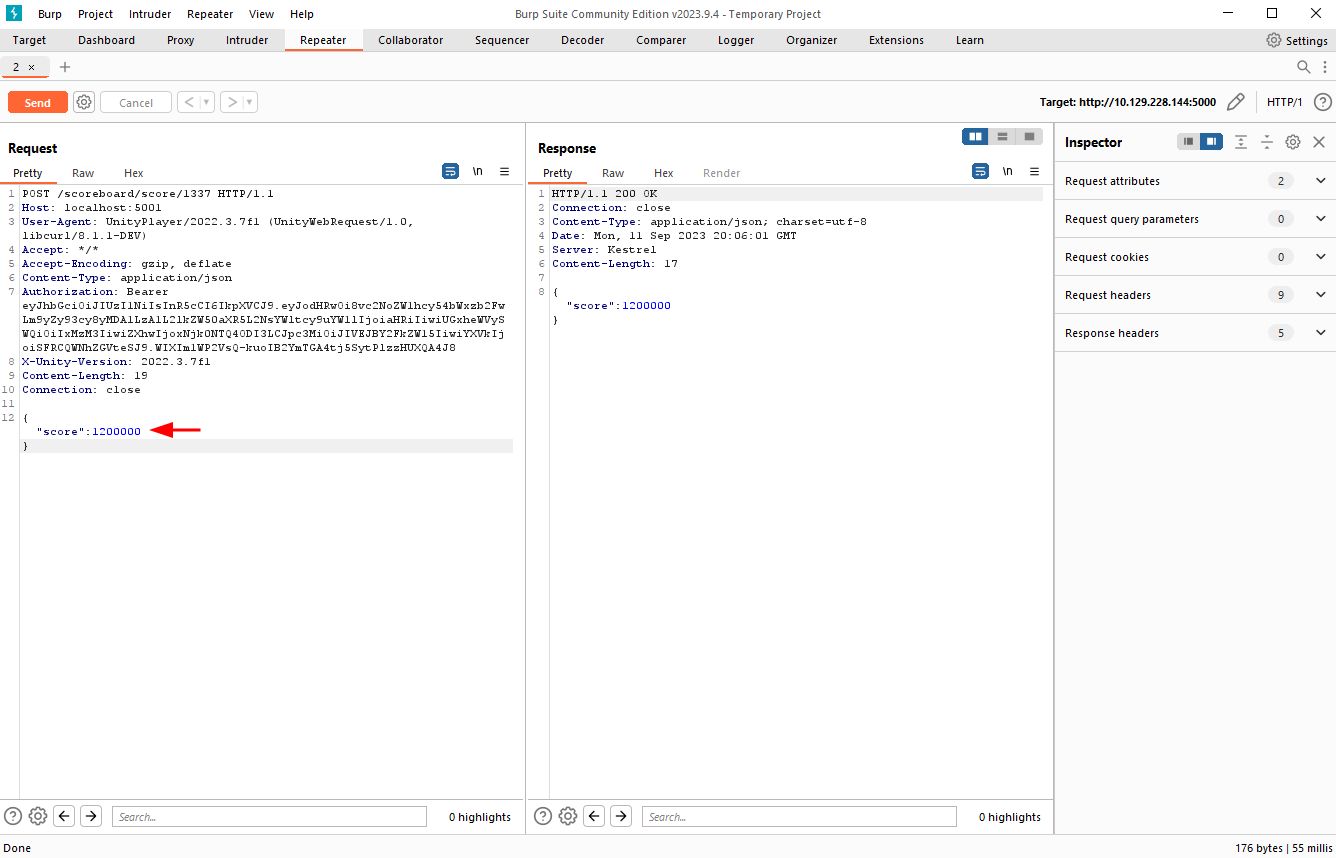 Burp Project Intruder Repeater View Help Burp Suite Community Edition v2023.9.4 - Temporary Project
Target Dashboard Proxy Intruder Repeater Collaborator Sequencer Decoder Comparer Logger Organizer Extensions Learn Settings
2 × +
Send Cancel < > Target: http://10.129.228.144:5000 HTTP/1 ?
Request
Pretty Raw Hex \n
1 POST /scoreboard/score/1337 HTTP/1.1
2 Host: localhost:5001
3 User-Agent: UnityPlayer/2022.3.7f1 (UnityWebRequest/1.0,
libcurl/8.1.1-DEV)
4 Accept: */*
5 Accept-Encoding: gzip, deflate
6 Content-Type: application/json
7 Authorization: Bearer
8 X-Unity-Version: 2022.3.7f1
9 Content-Length: 19
10 Connection: close
11
12 {
"score":1200000
}
Response
Pretty Raw Hex Render \n
1 HTTP/1.1 200 OK
2 Connection: close
3 Content-Type: application/json; charset=utf-8
4 Date: Mon, 11 Sep 2023 20:06:01 GMT
5 Server: Kestrel
6 Content-Length: 17
7
8 {
"score":1200000
}
Inspector
Request attributes 2
Request query parameters 0
Request cookies 0
Request headers 9
Response headers 5
? Search... 0 highlights
? Search... 0 highlights
Done 176 bytes | 55 millis